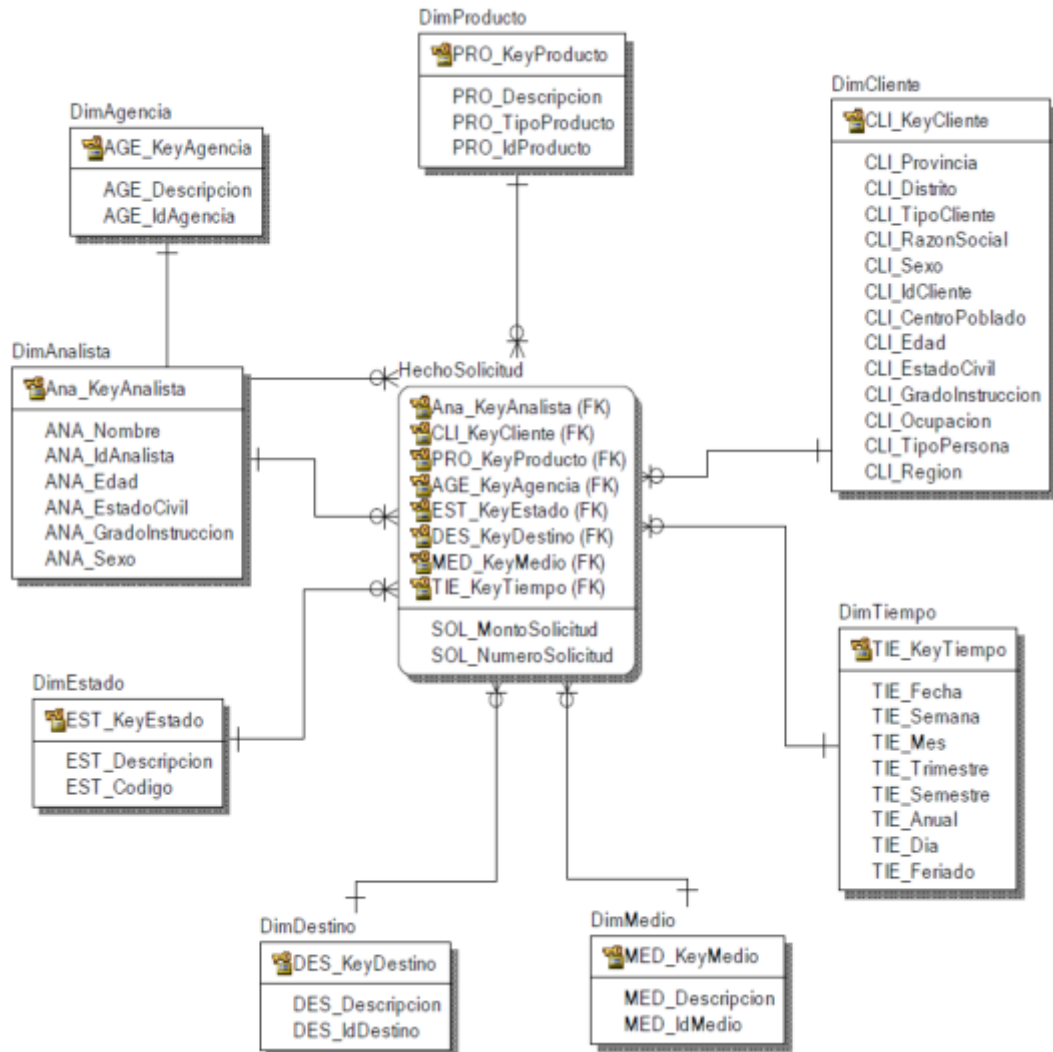 DimProducto
PRO_KeyProducto
PRO_Descripcion
PRO_TipoProducto
PRO_IdProducto
DimCliente
CLI_KeyCliente
CLI_Provincia
CLI_Distrito
CLI_TipoCliente
CLI_RazonSocial
CLI_Sexo
CLI_IdCliente
CLI_CentroPoblado
CLI_Edad
CLI_EstadoCivil
CLI_GradoInstruccion
CLI_Ocupacion
CLI_TipoPersona
CLI_Region
DimAgencia
AGE_KeyAgencia
AGE_Descripcion
AGE_IdAgencia
DimAnalista
Ana_KeyAnalista
ANA_Nombre
ANA_IdAnalista
ANA_Edad
ANA_EstadoCivil
ANA_GradoInstruccion
ANA_Sexo
HechoSolicitud
Ana_KeyAnalista (FK)
CLI_KeyCliente (FK)
PRO_KeyProducto (FK)
AGE_KeyAgencia (FK)
EST_KeyEstado (FK)
DES_KeyDestino (FK)
MED_KeyMedio (FK)
TIE_KeyTiempo (FK)
SOL_MontoSolicitud
SOL_NumeroSolicitud
DimTiempo
TIE_KeyTiempo
TIE_Fecha
TIE_Semana
TIE_Mes
TIE_Trimestre
TIE_Semestre
TIE_Anual
TIE_Dia
TIE_Feriado
DimEstado
EST_KeyEstado
EST_Descripcion
EST_Codigo
DimDestino
DES_KeyDestino
DES_Descripcion
DES_IdDestino
DimMedio
MED_KeyMedio
MED_Descripcion
MED_IdMedio